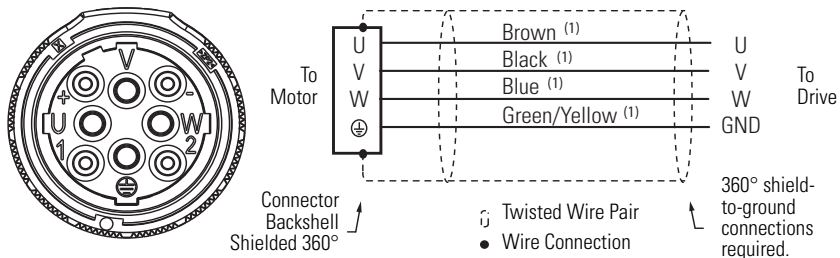 V
+ -
U W
1 2
To
Motor
U Brown (1) U
V Black (1) V
W Blue (1) W
Green/Yellow (1) GND
To
Drive
Connector
Backshell
Shielded 360°
Twisted Wire Pair
Wire Connection
360° shield-
to-ground
connections
required.